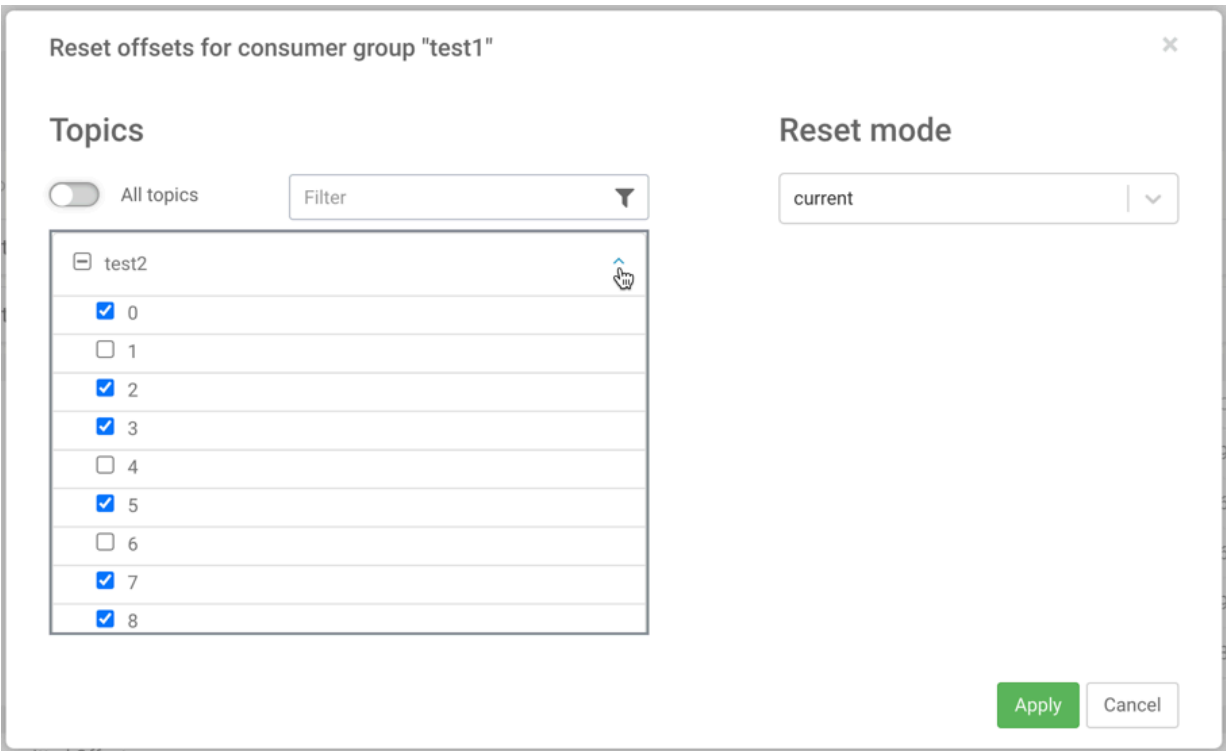 Reset offsets for consumer group "test1"
Topics
All topics
Filter
test2
0
1
2
3
4
5
6
7
8
Reset mode
current
Apply
Cancel